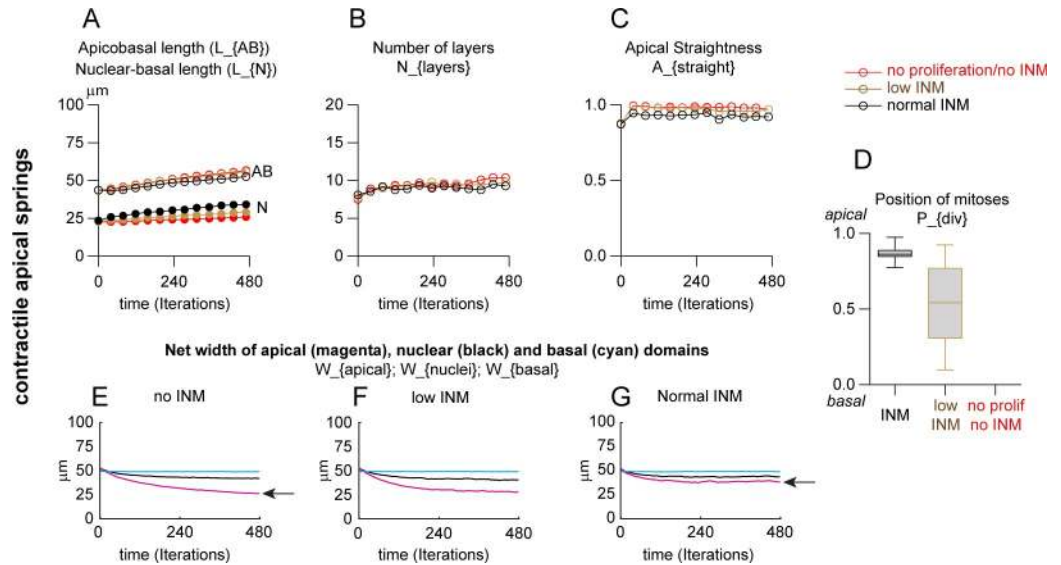 A
Apicobasal length (L_{AB})
Nuclear-basal length (L_{N})
μm
100
75
50
25
0
AB
N
0 240 480
time (Iterations)
B
Number of layers
N_{layers}
20
15
10
5
0
0 240 480
time (Iterations)
C
Apical Straightness
A_{straight}
1.0
0.5
0.0
0 240 480
time (Iterations)
no proliferation/no INM
low INM
normal INM
D
Position of mitoses
P_{div}
apical
1.0
0.5
0.0
basal
INM
low
INM
no prolif
no INM
contractile apical springs
Net width of apical (magenta), nuclear (black) and basal (cyan) domains
W_{apical}; W_{nuclei}; W_{basal}
E
no INM
μm
100
75
50
25
0
0 240 480
time (Iterations)
F
low INM
μm
100
75
50
25
0
0 240 480
time (Iterations)
G
Normal INM
μm
100
75
50
25
0
0 240 480
time (Iterations)